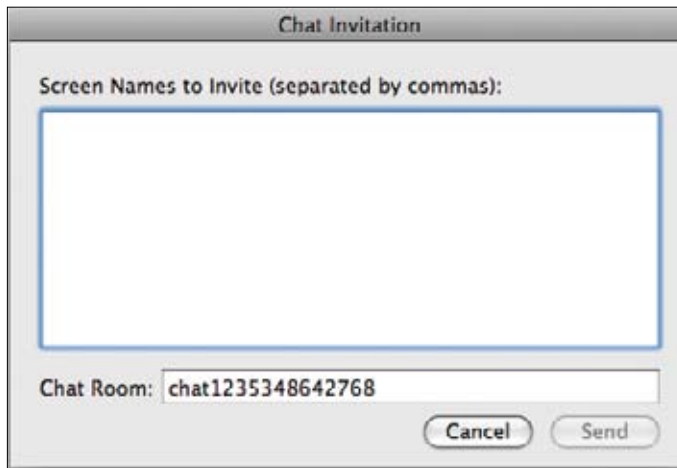 Chat Invitation
Screen Names to Invite (separated by commas):
Chat Room: chat1235348642768
Cancel Send